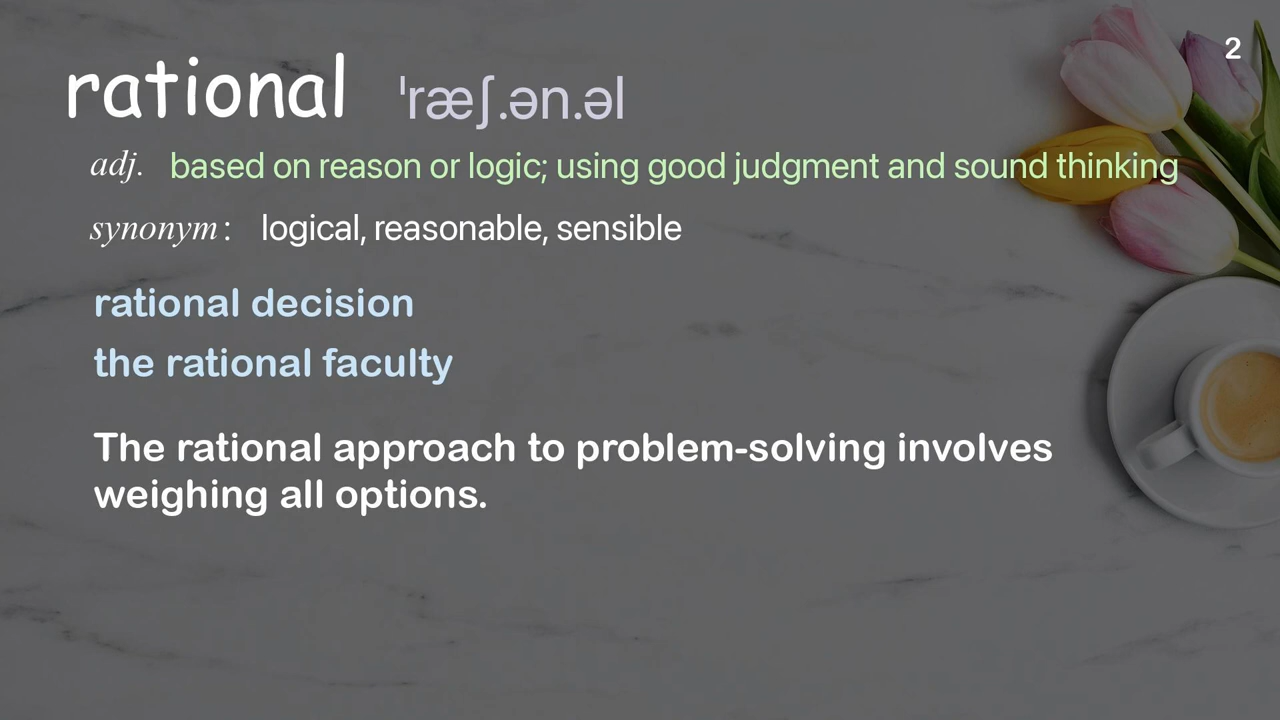 2
rational ˈræʃ.ən.əl
adj. based on reason or logic; using good judgment and sound thinking
synonym: logical, reasonable, sensible
rational decision
the rational faculty
The rational approach to problem-solving involves
weighing all options.